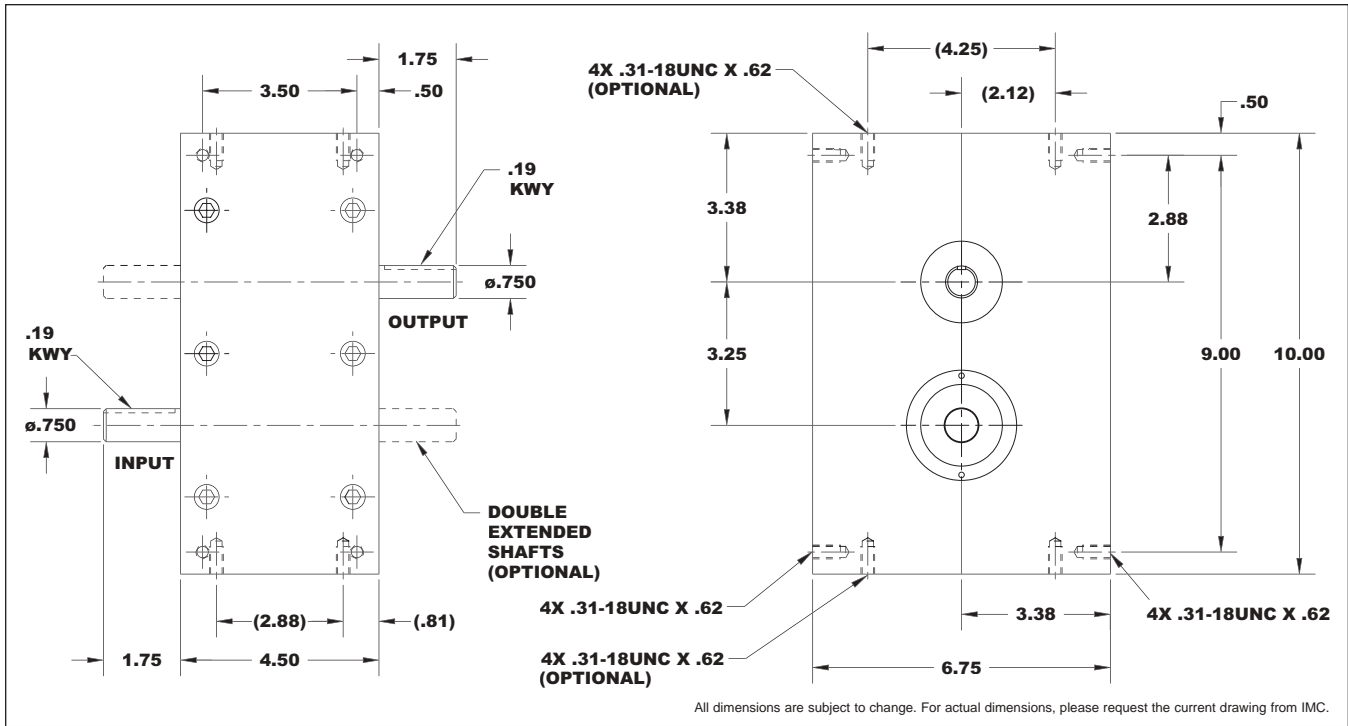 1.75
3.50
.50
.19
KWY
ø.750
OUTPUT
.19
KWY
ø.750
INPUT
DOUBLE
EXTENDED
SHAFTS
(OPTIONAL)
(2.88)
(.81)
1.75
4.50
4X .31-18UNC X .62
(OPTIONAL)
(4.25)
(2.12)
.50
3.38
2.88
3.25
9.00
10.00
4X .31-18UNC X .62
3.38
4X .31-18UNC X .62
4X .31-18UNC X .62
(OPTIONAL)
6.75
All dimensions are subject to change. For actual dimensions, please request the current drawing from IMC.